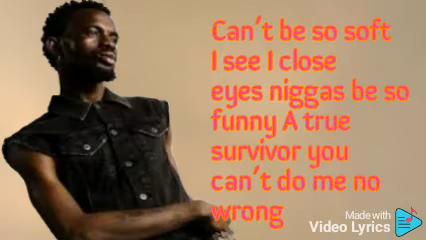 Can't be so soft
I see I close
eyes niggas be so
funny A true
survivor you
can't do me no
wrong
Made with
Video Lyrics